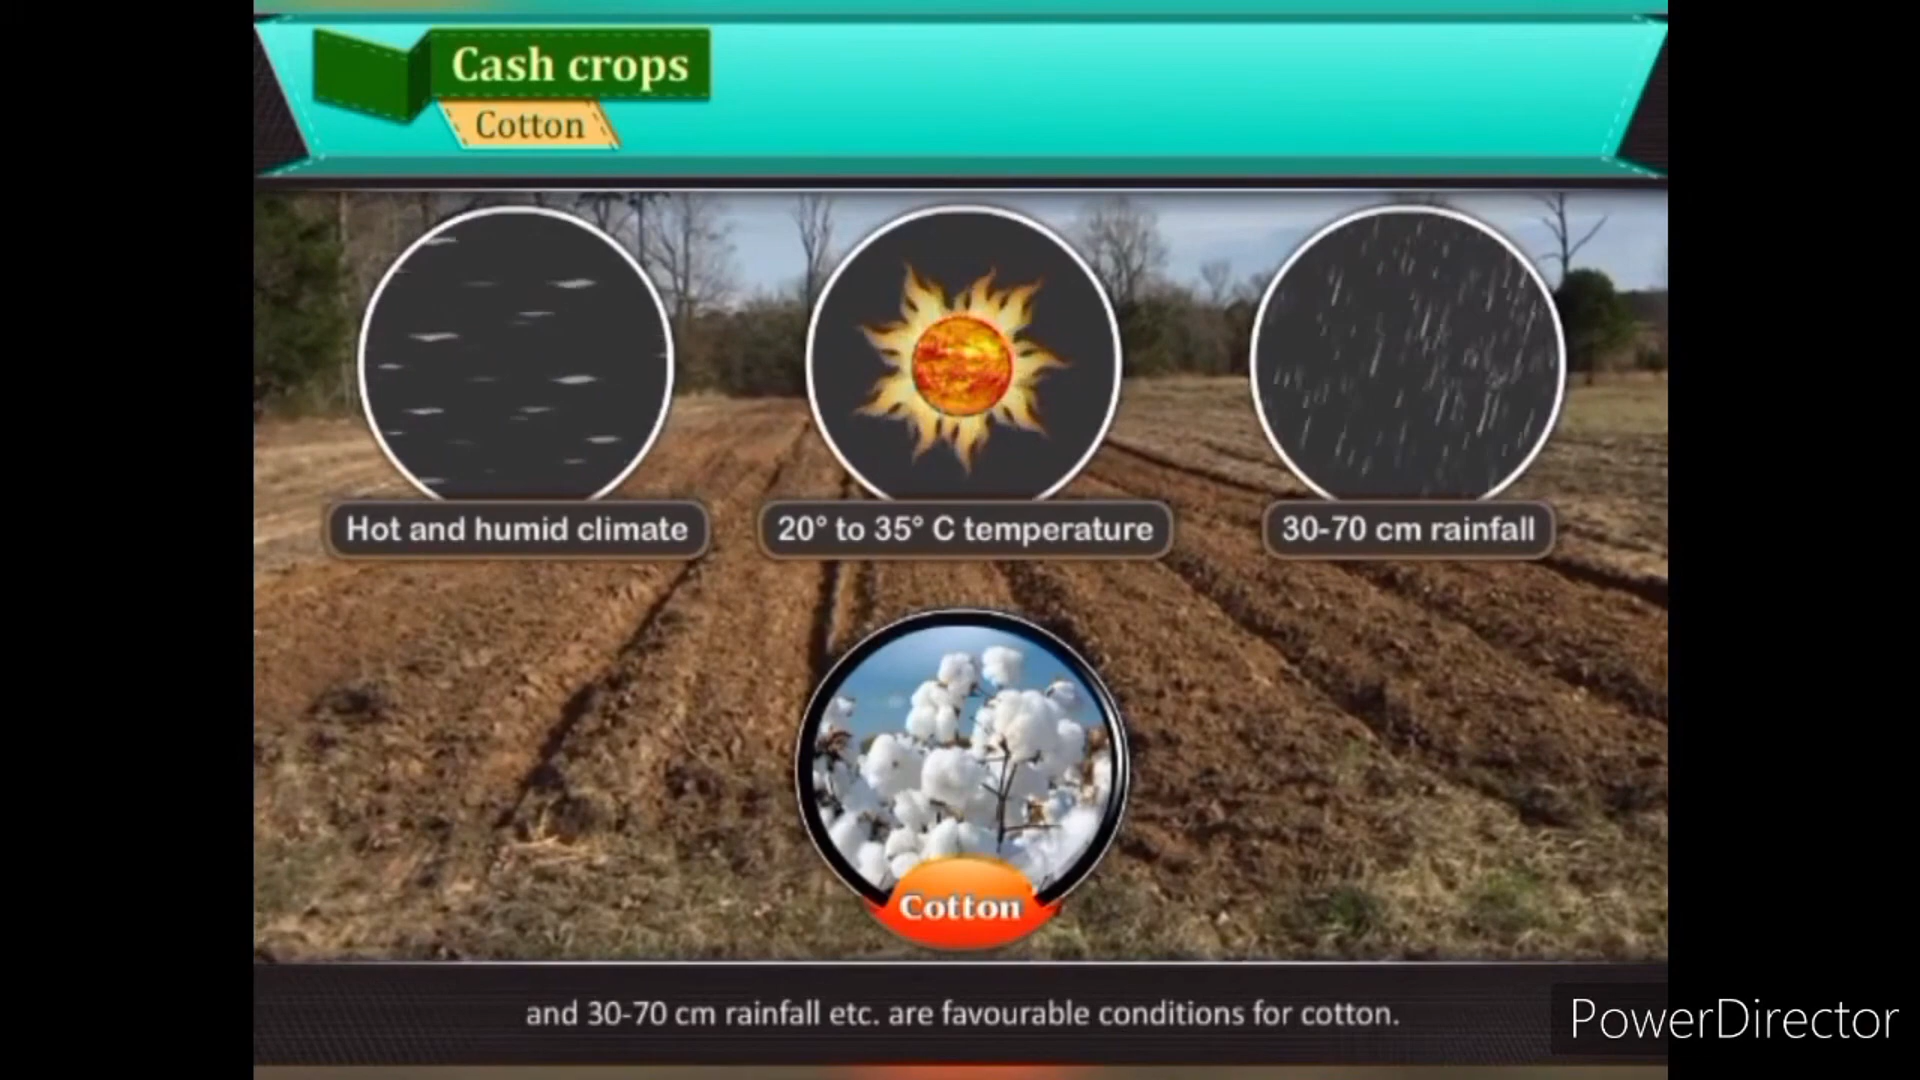 Cash crops
Cotton
Hot and humid climate
20° to 35° C temperature
30-70 cm rainfall
Cotton
and 30-70 cm rainfall etc. are favourable conditions for cotton.
PowerDirector